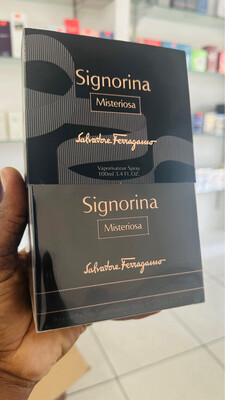 Signorina
Misteriosa
Salvatore Ferragamo
Vaporisateur Spray
100ml 3.4 FL.OZ.
Signorina
Misteriosa
Salvatore Ferragamo